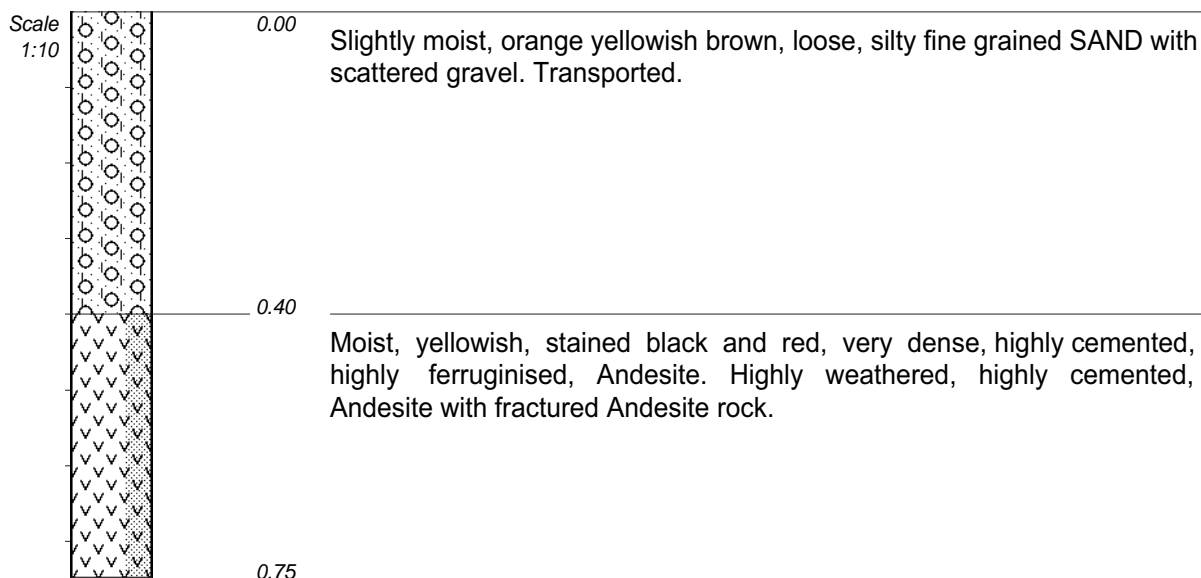 Scale
1:10
0.00
Slightly moist, orange yellowish brown, loose, silty fine grained SAND with
scattered gravel. Transported.
0.40
Moist, yellowish, stained black and red, very dense, highly cemented,
highly ferruginised, Andesite. Highly weathered, highly cemented,
Andesite with fractured Andesite rock.
0.75